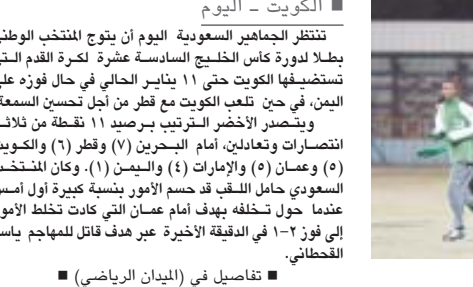 ■ الكويت - اليوم
تنتظر الجماهير السعودية اليوم أن يتوج المنتخب الوطني
بطلا لدورة كأس الخليج السادسة عشرة لكرة القدم التي
تستضيفها الكويت حتى ١١ يناير الحالي في حال فوزه على
اليمن، في حين تلعب الكويت مع قطر من أجل تحسين السمعة.
ويتصدر الأخضر الترتيب برصيد ١١ نقطة من ثلاثة
انتصارات وتعادلين، أمام البحرين (٧) وقطر (٦) والكويت
(٥) وعمان (٥) والإمارات (٤) واليمن (١). وكان المنتخب
السعودي حامل اللقب قد حسم الأمور بنسبة كبيرة أول أمس
عندما حول تخلفه بهدف أمام عمان التي كادت تخلط الأمور
إلى فوز ٢-١ في الدقيقة الأخيرة عبر هدف قاتل للمهاجم ياسر
القحطاني.
■ تفاصيل في (الميدان الرياضي) ■